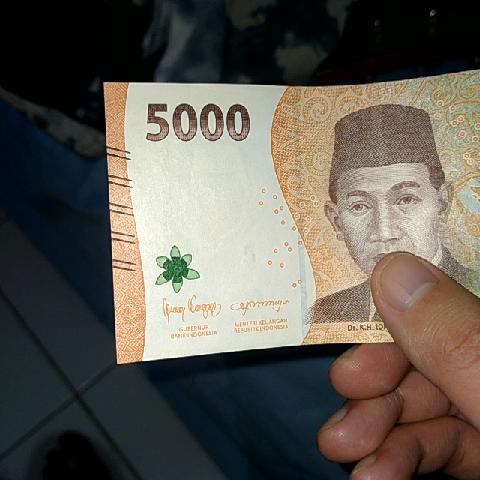 5000
GUBERNUR
BANK INDONESIA
MENTERI KEUANGAN
REPUBLIK INDONESIA
Dr. K.H.